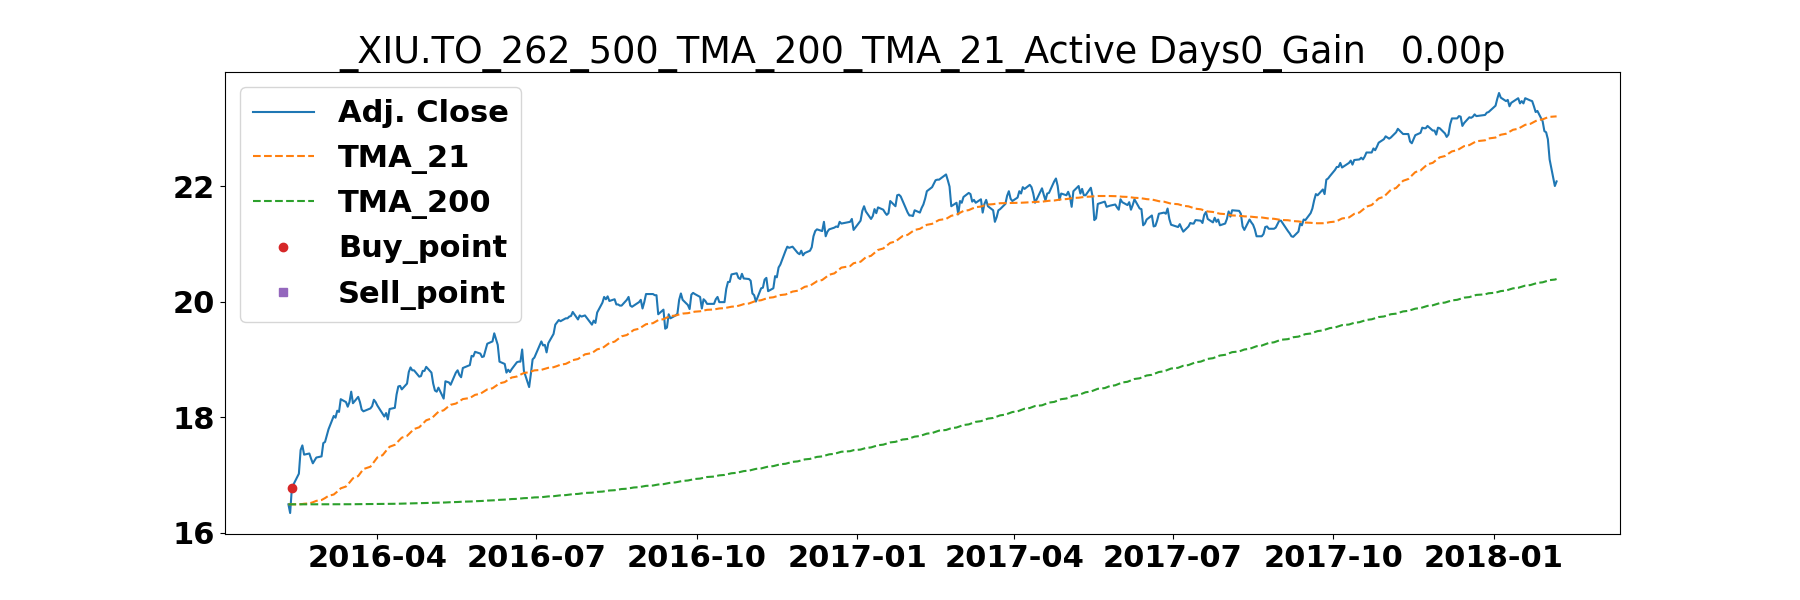 _XIU.TO_262_500_TMA_200_TMA_21_Active Days0_Gain   0.00p
Adj. Close
TMA_21
TMA_200
Buy_point
Sell_point
22
20
18
16
2016-04 2016-07 2016-10 2017-01 2017-04 2017-07 2017-10 2018-01